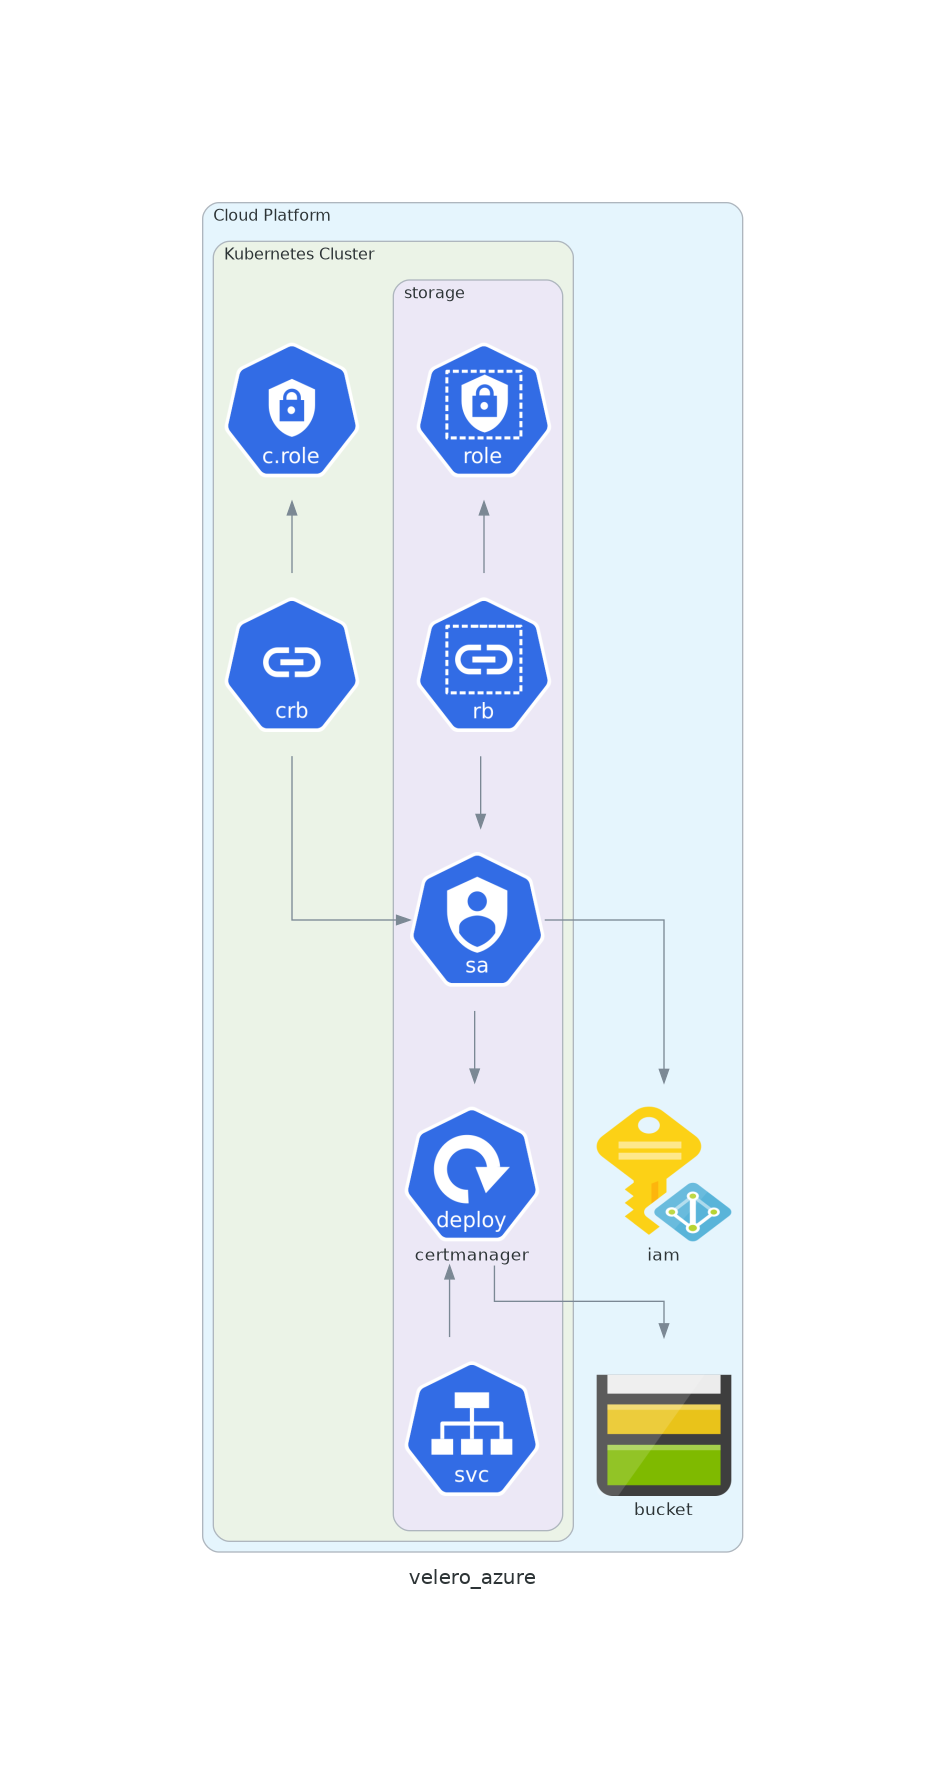 Cloud Platform
Kubernetes Cluster
storage
c.role
role
crb
rb
sa
deploy
certmanager
iam
svc
bucket
velero_azure